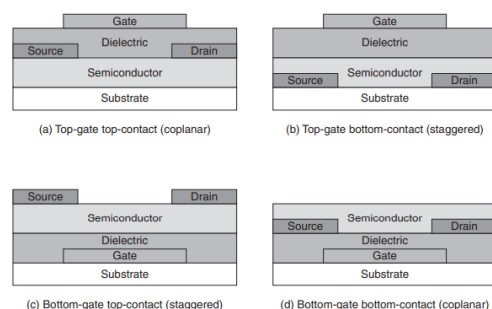 Gate
Dielectric
Source
Drain
Semiconductor
Substrate
(a) Top-gate top-contact (coplanar)
Gate
Dielectric
Semiconductor
Source
Drain
Substrate
(b) Top-gate bottom-contact (staggered)
Source
Drain
Semiconductor
Dielectric
Gate
Substrate
(c) Bottom-gate top-contact (staggered)
Semiconductor
Source
Drain
Dielectric
Gate
Substrate
(d) Bottom-gate bottom-contact (coplanar)